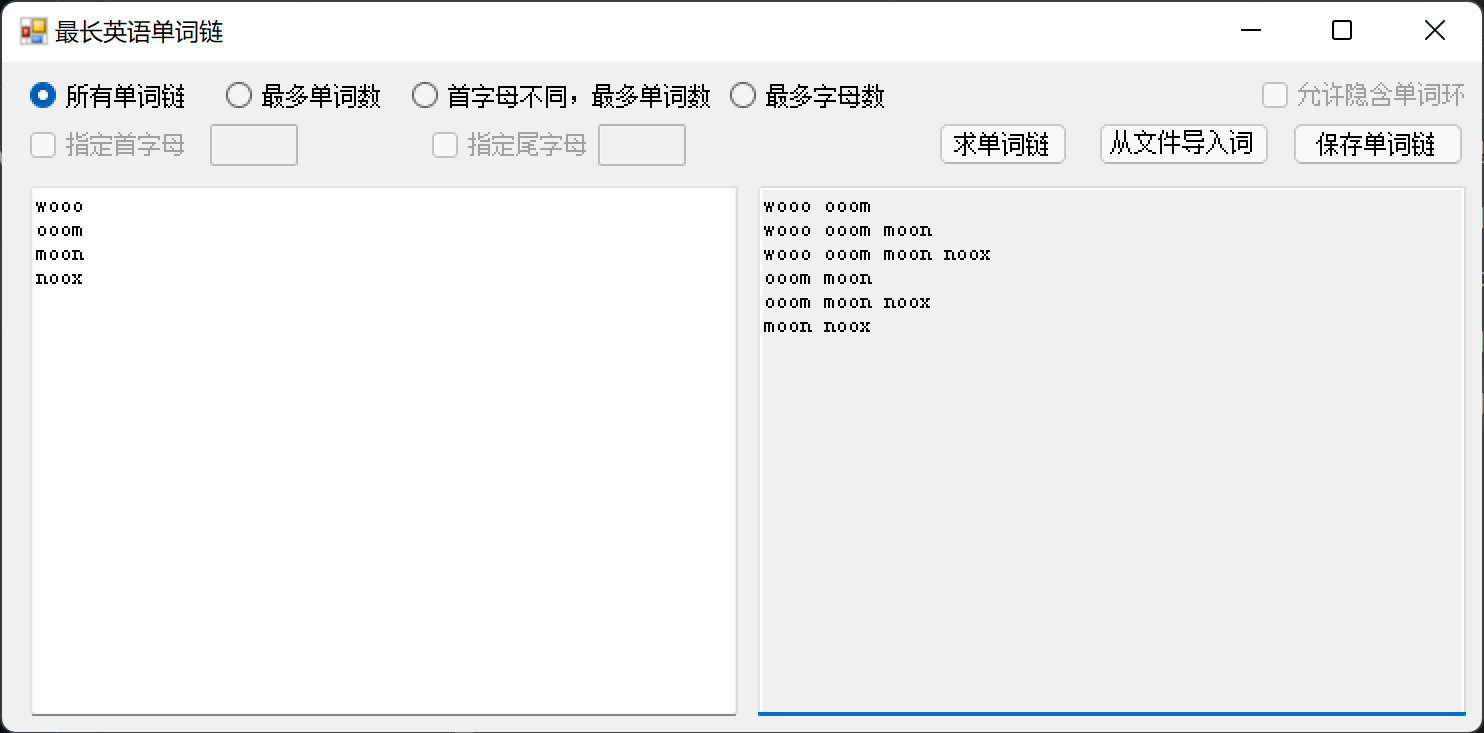 最长英语单词链
所有单词链 最多单词数 首字母不同，最多单词数 最多字母数 允许隐含单词环
指定首字母 指定尾字母 求单词链 从文件导入词 保存单词链
wooo
ooom
moon
noox
wooo ooom
wooo ooom moon
wooo ooom moon noox
ooom moon
ooom moon noox
moon noox